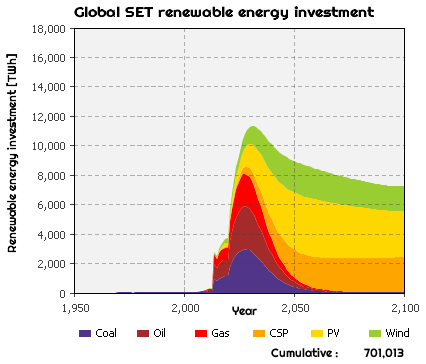 Global SET renewable energy investment
Renewable energy investment [TWh]
18,000
16,000
14,000
12,000
10,000
8,000
6,000
4,000
2,000
0
1,950 2,000 2,050 2,100
Year
Coal Oil Gas CSP PV Wind
Cumulative : 701,013